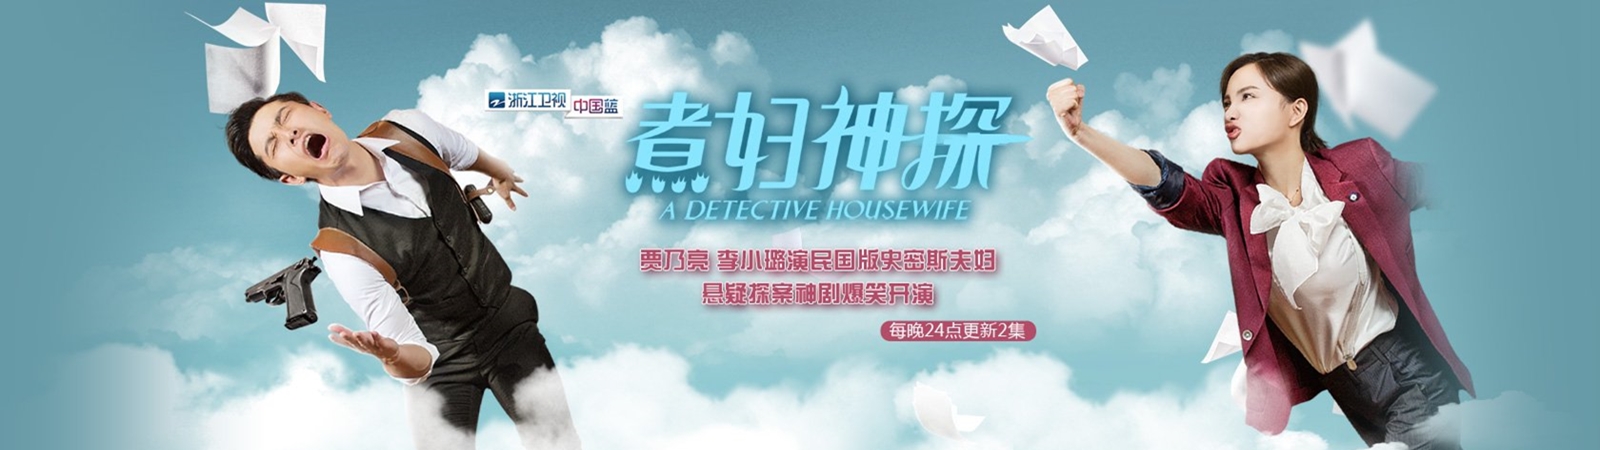 浙江卫视 中国蓝
煮妇神探
A DETECTIVE HOUSEWIFE
贾乃亮 李小璐演民国版史密斯夫妇
悬疑探案神剧爆笑开演
每晚24点更新2集